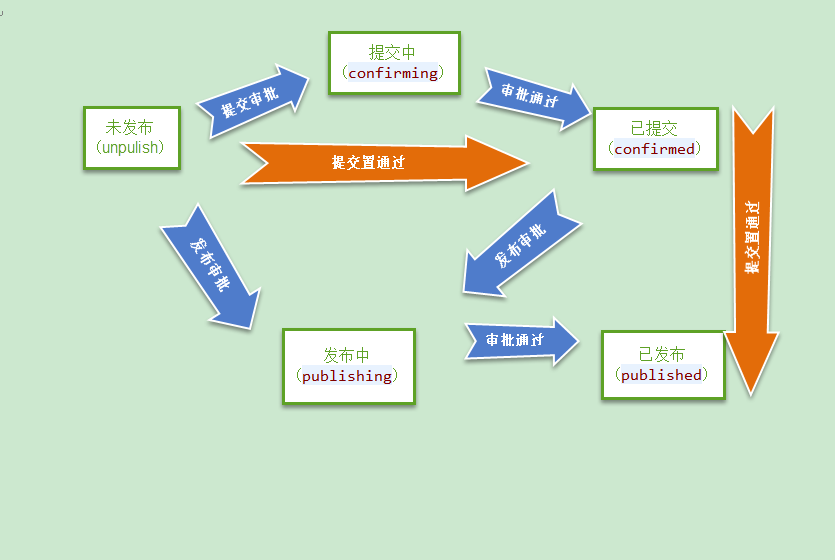 提交中
（confirming）
提交审批
审批通过
未发布
（unpulish）
已提交
（confirmed）
提交置通过
提交置通过
发布审批
发布审批
发布中
（publishing）
审批通过
已发布
（published）